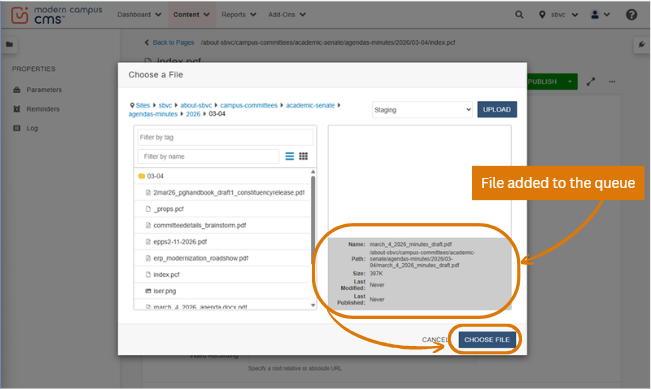 modern campus
cms™
Dashboard
Content
Reports
Add-Ons
sbvc
Back to Pages
/about-sbvc/campus-committees/academic-senate/agendas-minutes/2026/03-04/index.pcf
index.pcf
PROPERTIES
Parameters
Reminders
Log
PUBLISH
Choose a File
Sites
sbvc
about-sbvc
campus-committees
academic-senate
agendas-minutes
2026
03-04
Staging
UPLOAD
Filter by tag
Filter by name
03-04
2mar26_pghandbook_draft1_constituencyrelease.pdf
_props.pcf
committeedetails_brainstorm.pdf
epps2-11-2026.pdf
erp_modernization_roadshow.pdf
index.pcf
iser.png
march_4_2026_agenda.docx.pdf
File added to the queue
Name: march_4_2026_minutes_draft.pdf
Path: /about-sbvc/campus-committees/academic-
senate/agendas-minutes/2026/03-
04/march_4_2026_minutes_draft.pdf
Size: 397K
Last
Modified: Never
Last
Published: Never
CANCEL
CHOOSE FILE
Specify a root relative or absolute URL